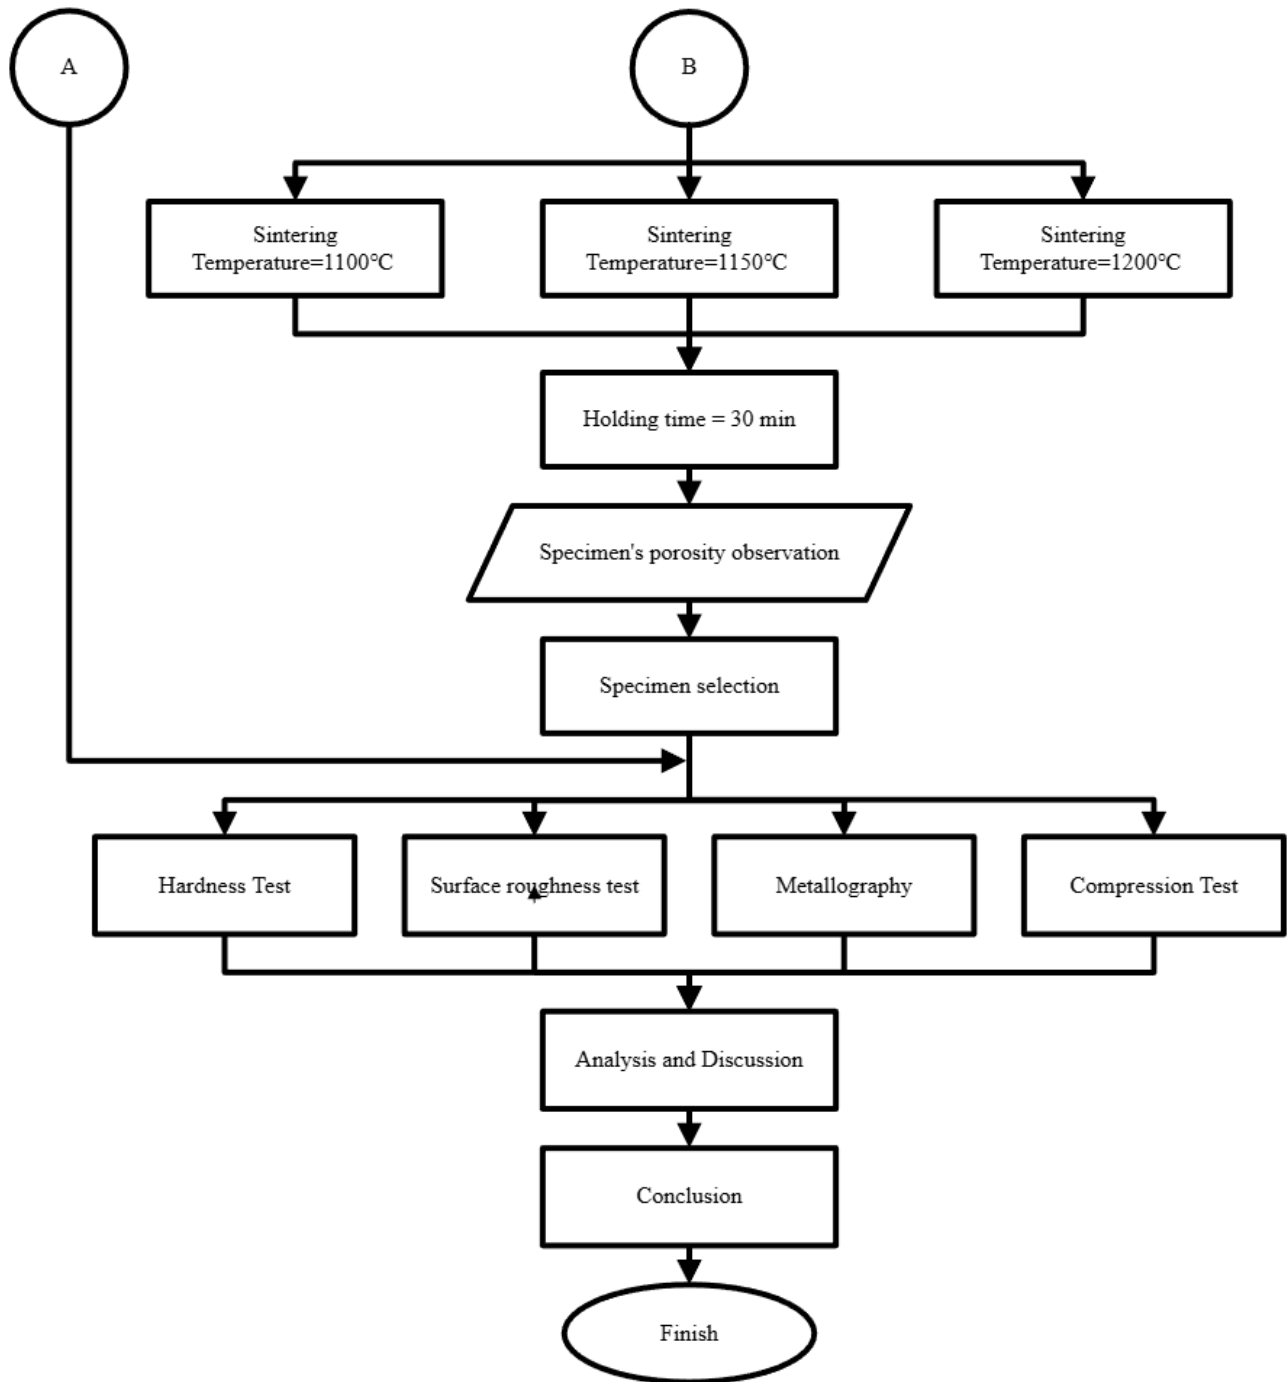 A
B
Sintering
Temperature=1100℃
Sintering
Temperature=1150℃
Sintering
Temperature=1200℃
Holding time = 30 min
Specimen's porosity observation
Specimen selection
Hardness Test
Surface roughness test
Metallography
Compression Test
Analysis and Discussion
Conclusion
Finish